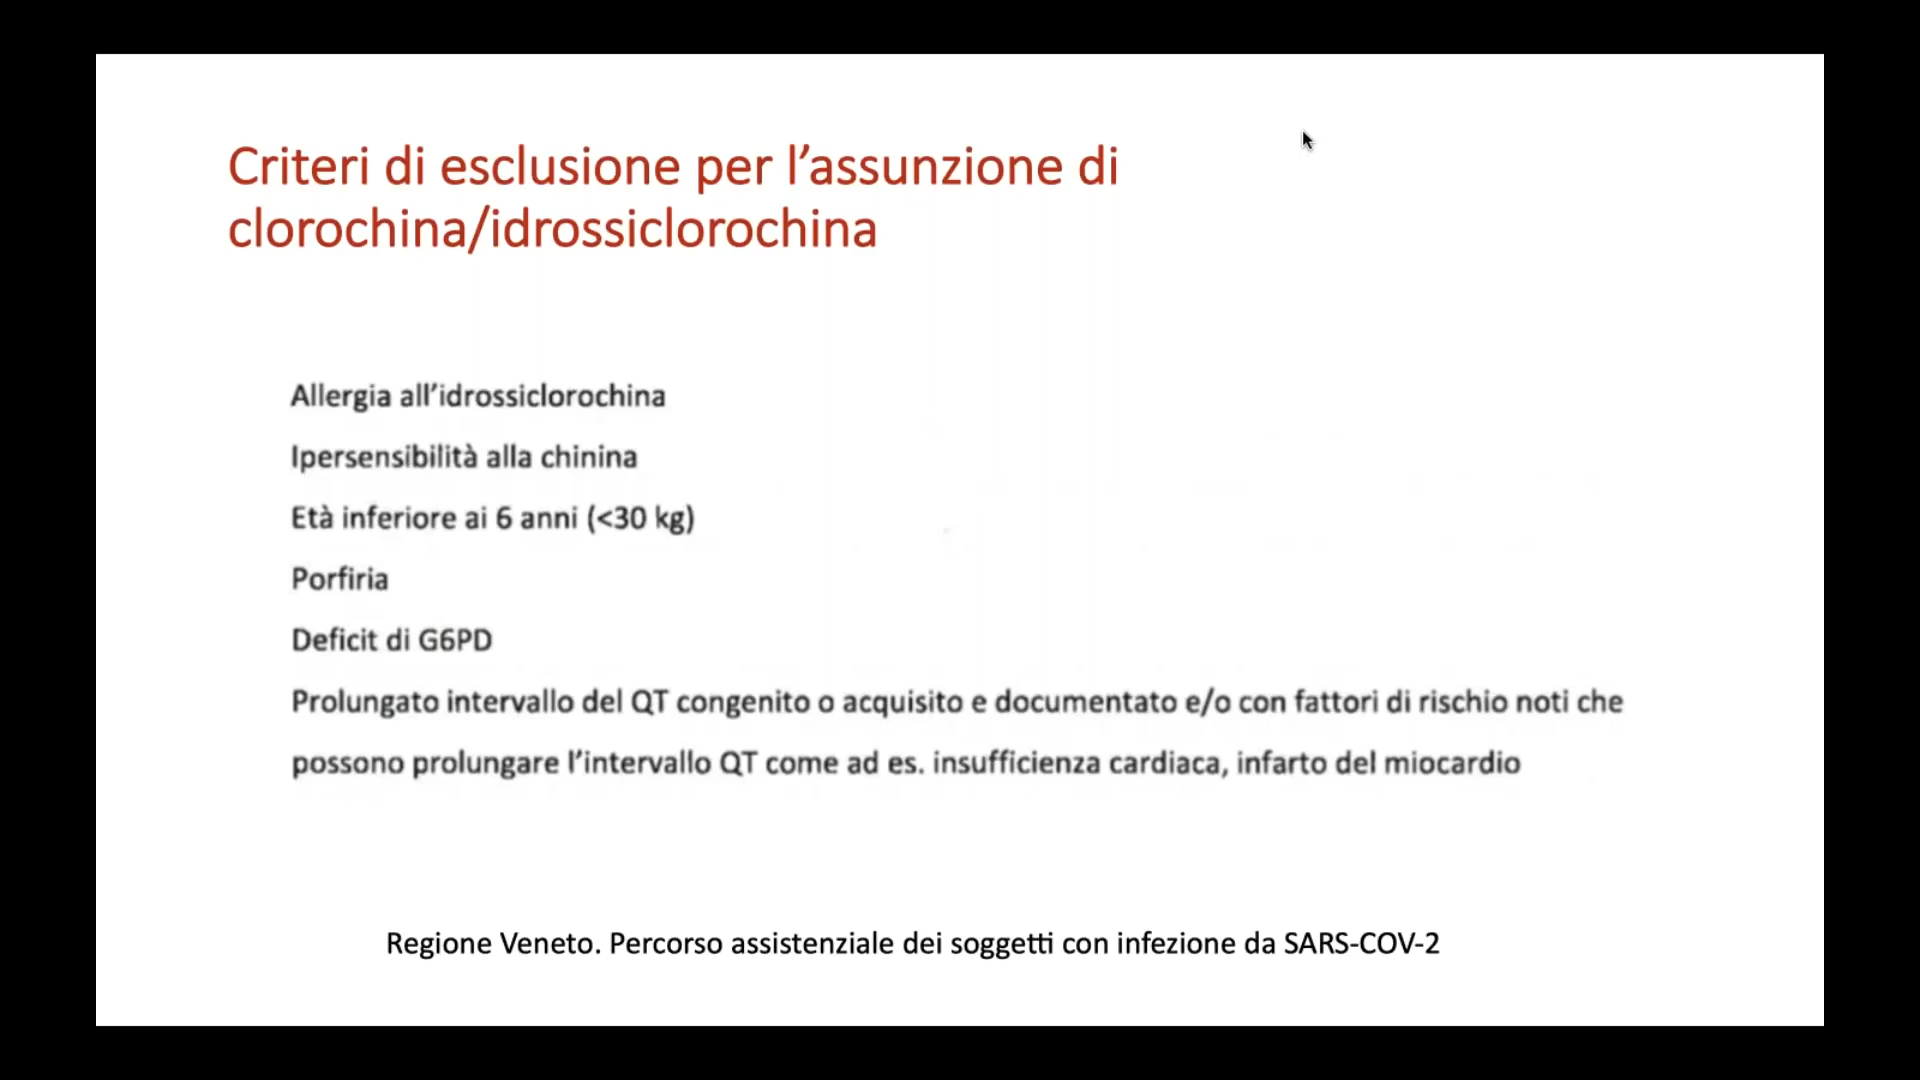 Criteri di esclusione per l’assunzione di
clorochina/idrossiclorochina
Allergia all’idrossiclorochina
Ipersensibilità alla chinina
Età inferiore ai 6 anni (<30 kg)
Porfiria
Deficit di G6PD
Prolungato intervallo del QT congenito o acquisito e documentato e/o con fattori di rischio noti che
possono prolungare l’intervallo QT come ad es. insufficienza cardiaca, infarto del miocardio
Regione Veneto. Percorso assistenziale dei soggetti con infezione da SARS-COV-2